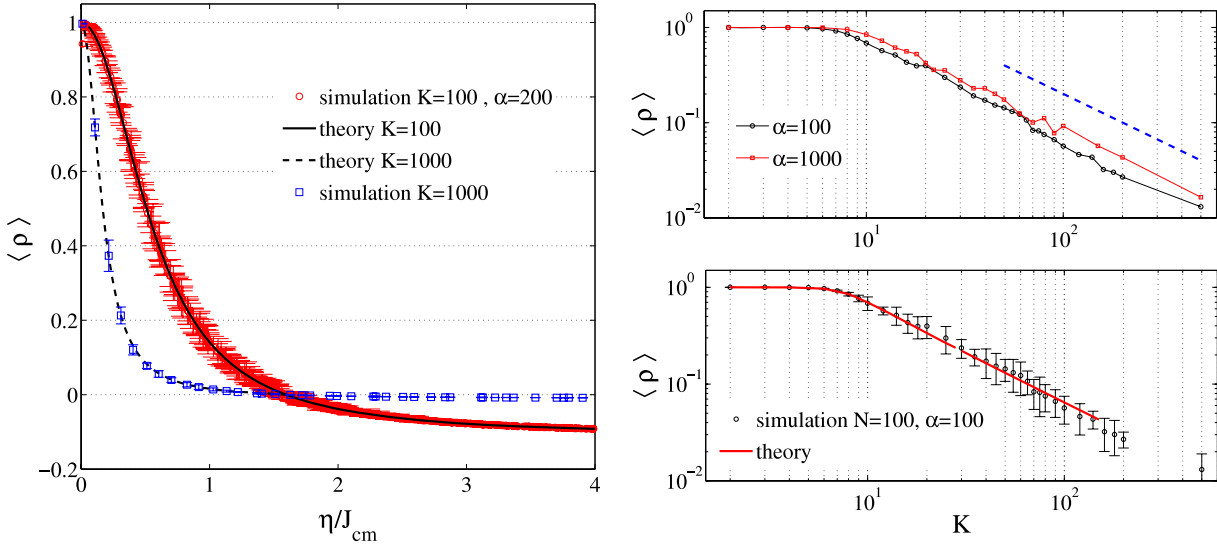 1
0.8
0.6
0.4
0.2
0
−0.2
⟨ ρ ⟩
simulation K=100 , α=200
theory K=100
theory K=1000
simulation K=1000
0 1 2 3 4
η/J_cm
10^0
10^−1
10^−2
⟨ ρ ⟩
α=100
α=1000
10^1 10^2
10^0
10^−1
10^−2
⟨ ρ ⟩
simulation N=100, α=100
theory
10^1 10^2
K